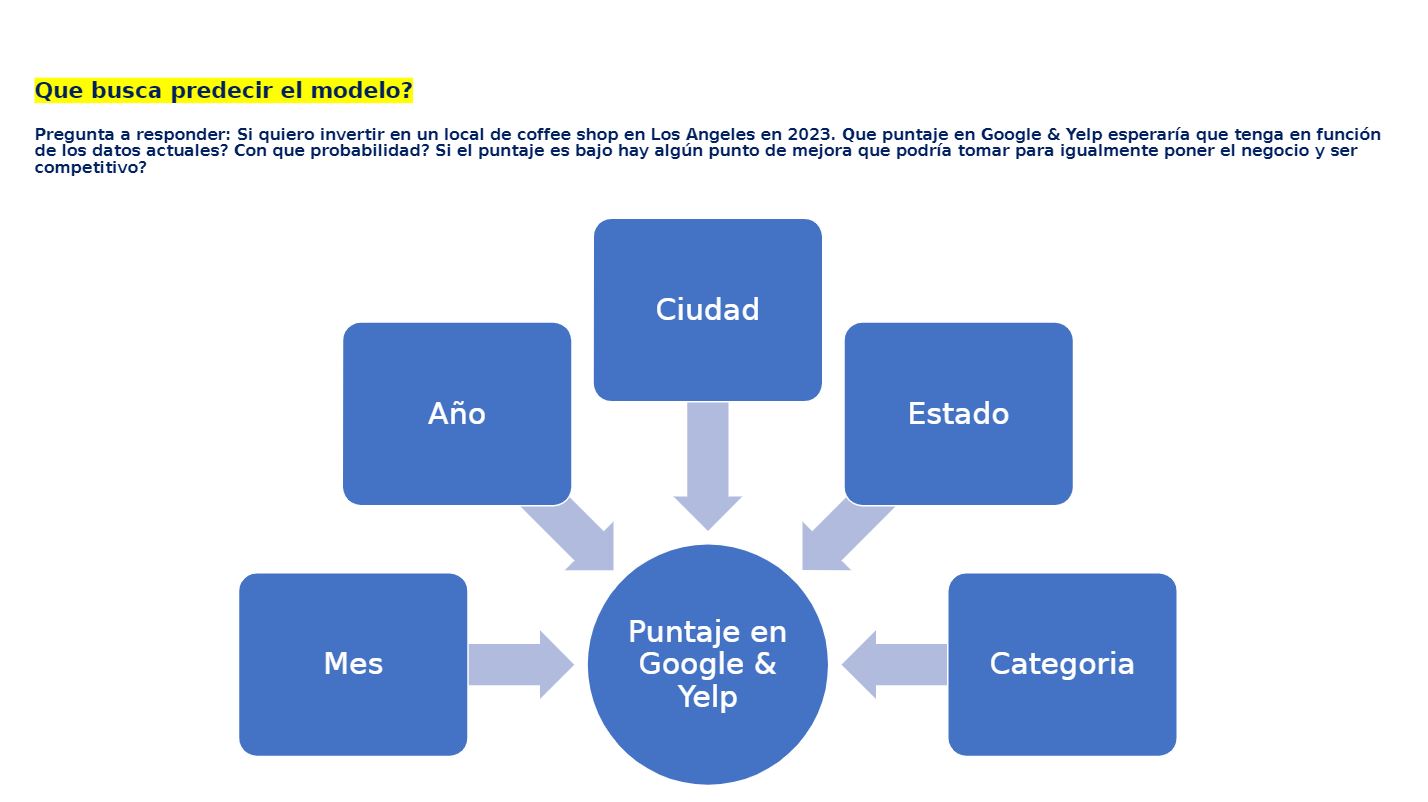 Que busca predecir el modelo?
Pregunta a responder: Si quiero invertir en un local de coffee shop en Los Angeles en 2023. Que puntaje en Google & Yelp esperaría que tenga en función
de los datos actuales? Con que probabilidad? Si el puntaje es bajo hay algún punto de mejora que podría tomar para igualmente poner el negocio y ser
competitivo?
Ciudad
Año
Estado
Mes
Puntaje en
Google &
Yelp
Categoria